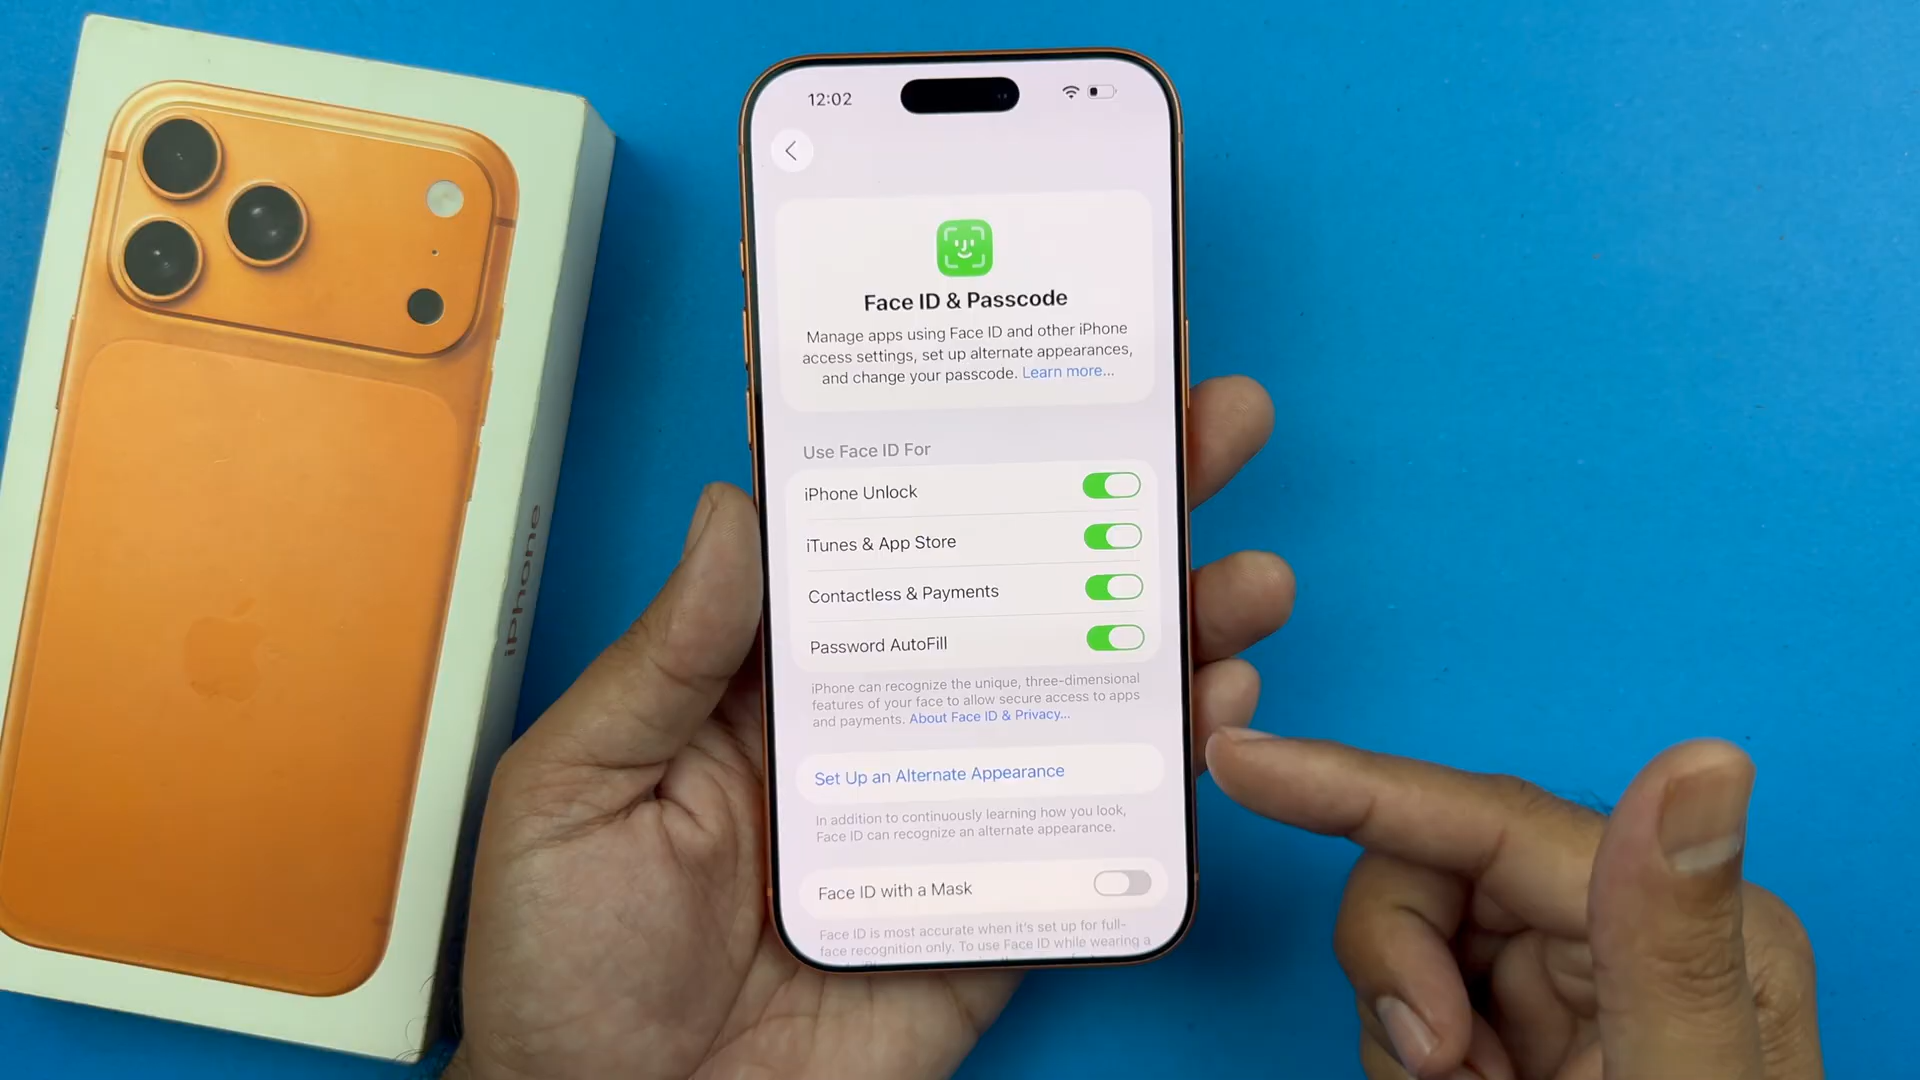 12:02
Face ID & Passcode
Manage apps using Face ID and other iPhone
access settings, set up alternate appearances,
and change your passcode. Learn more...
Use Face ID For
iPhone Unlock
iTunes & App Store
Contactless & Payments
Password AutoFill
iPhone can recognize the unique, three-dimensional
features of your face to allow secure access to apps
and payments. About Face ID & Privacy...
Set Up an Alternate Appearance
In addition to continuously learning how you look,
Face ID can recognize an alternate appearance.
Face ID with a Mask
Face ID is most accurate when it's set up for full-
face recognition only. To use Face ID while wearing a
iPhone